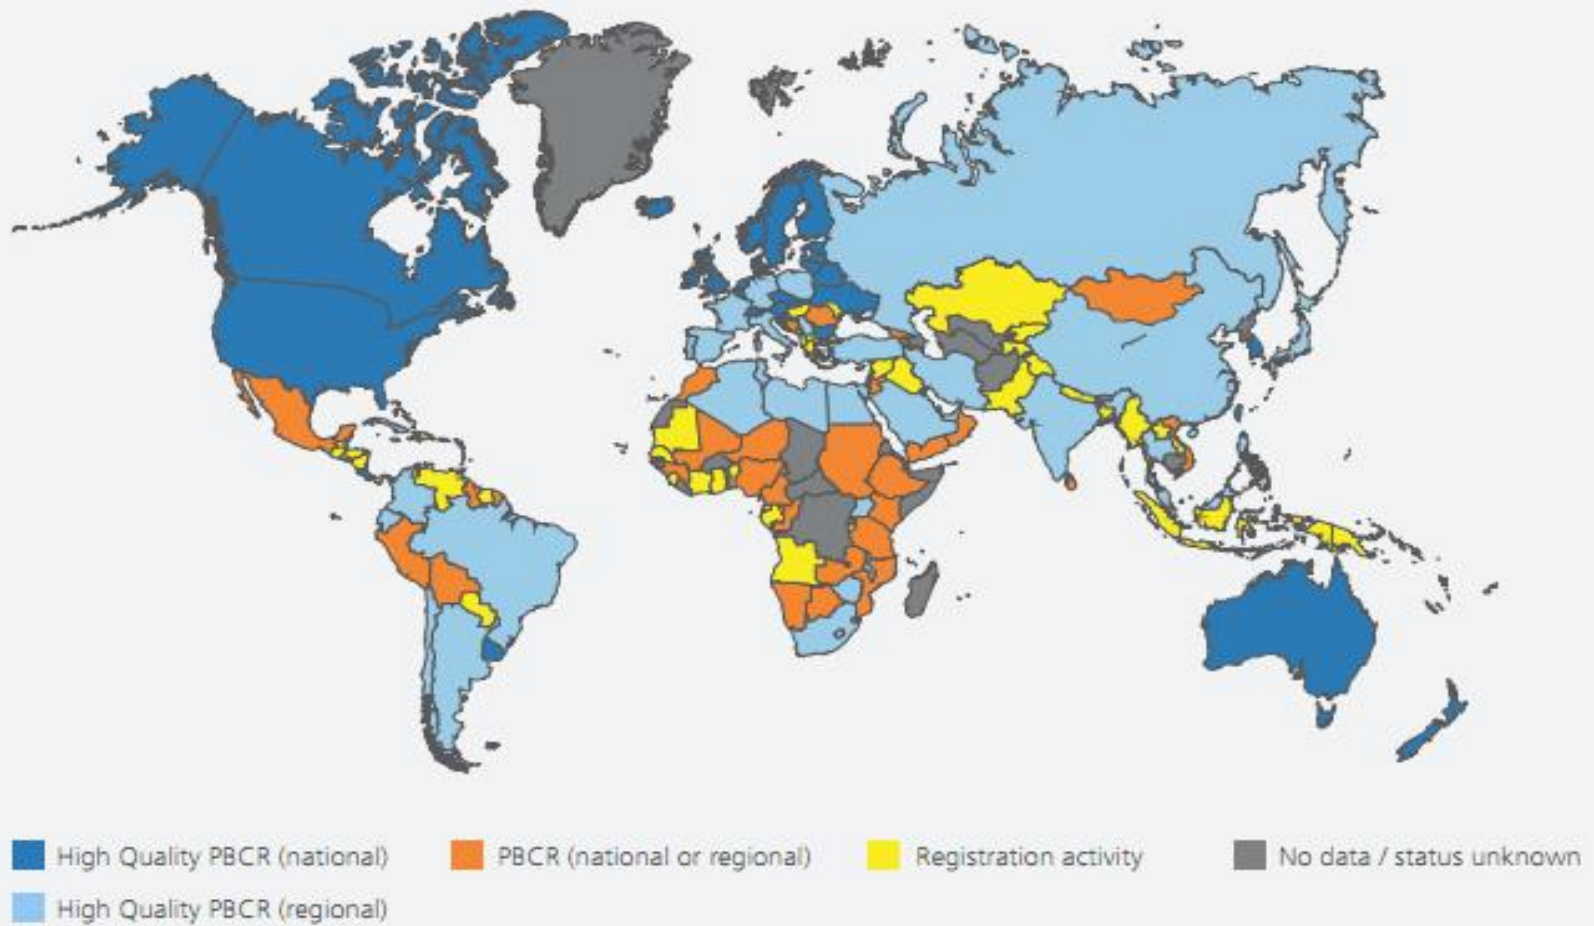 High Quality PBCR (national)
PBCR (national or regional)
Registration activity
No data / status unknown
High Quality PBCR (regional)